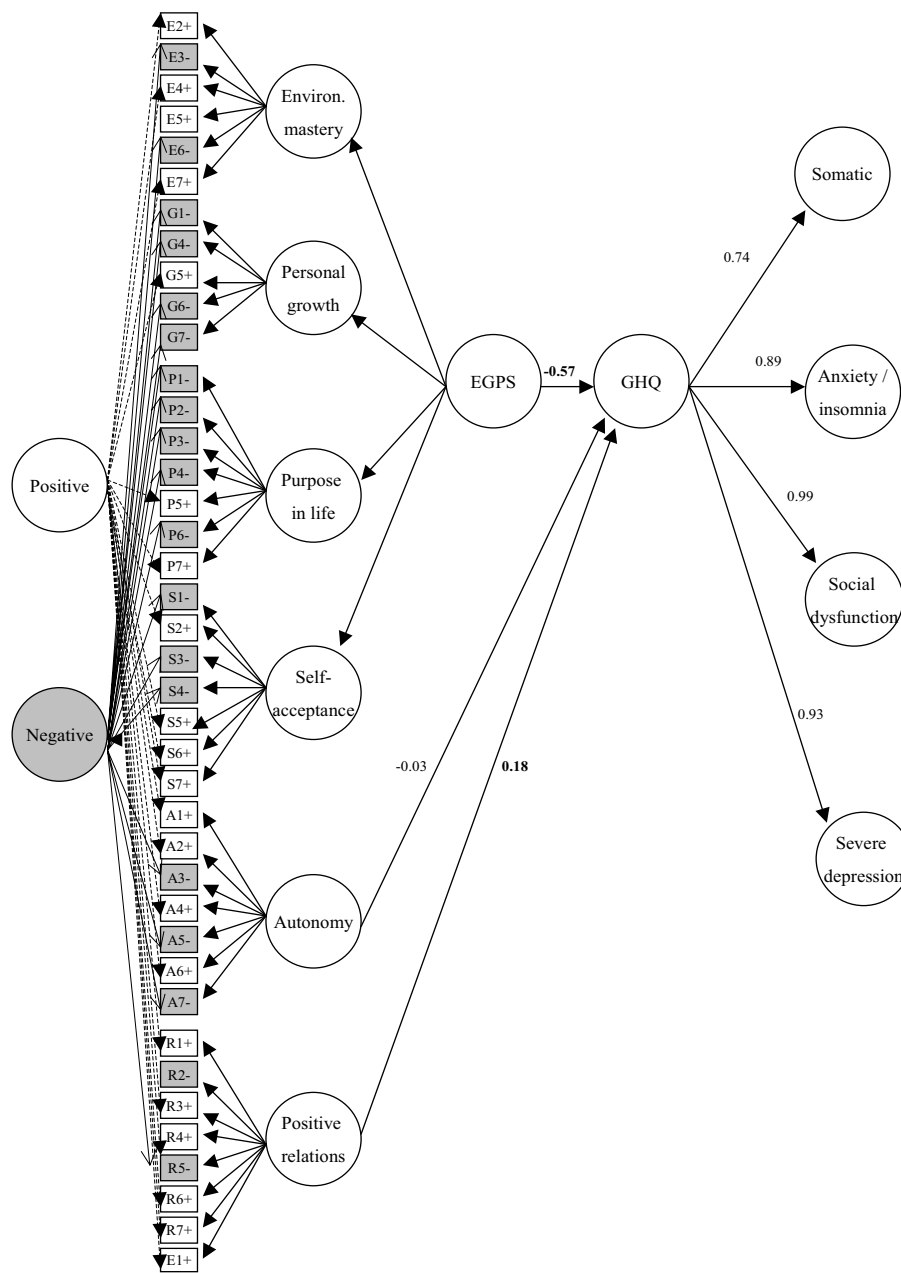 E2+
E3-
E4+
E5+
E6-
E7+
G1-
G4-
G5+
G6-
G7-
P1-
P2-
P3-
P4-
P5+
P6-
P7+
S1-
S2+
S3-
S4-
S5+
S6+
S7+
A1+
A2+
A3-
A4+
A5-
A6+
A7-
R1+
R2-
R3+
R4+
R5-
R6+
R7+
E1+
Positive
Negative
Environ.
mastery
Personal
growth
Purpose
in life
Self-
acceptance
Autonomy
Positive
relations
EGPS
-0.57
GHQ
-0.03
0.18
0.74
0.89
0.99
0.93
Somatic
Anxiety /
insomnia
Social
dysfunction
Severe
depression